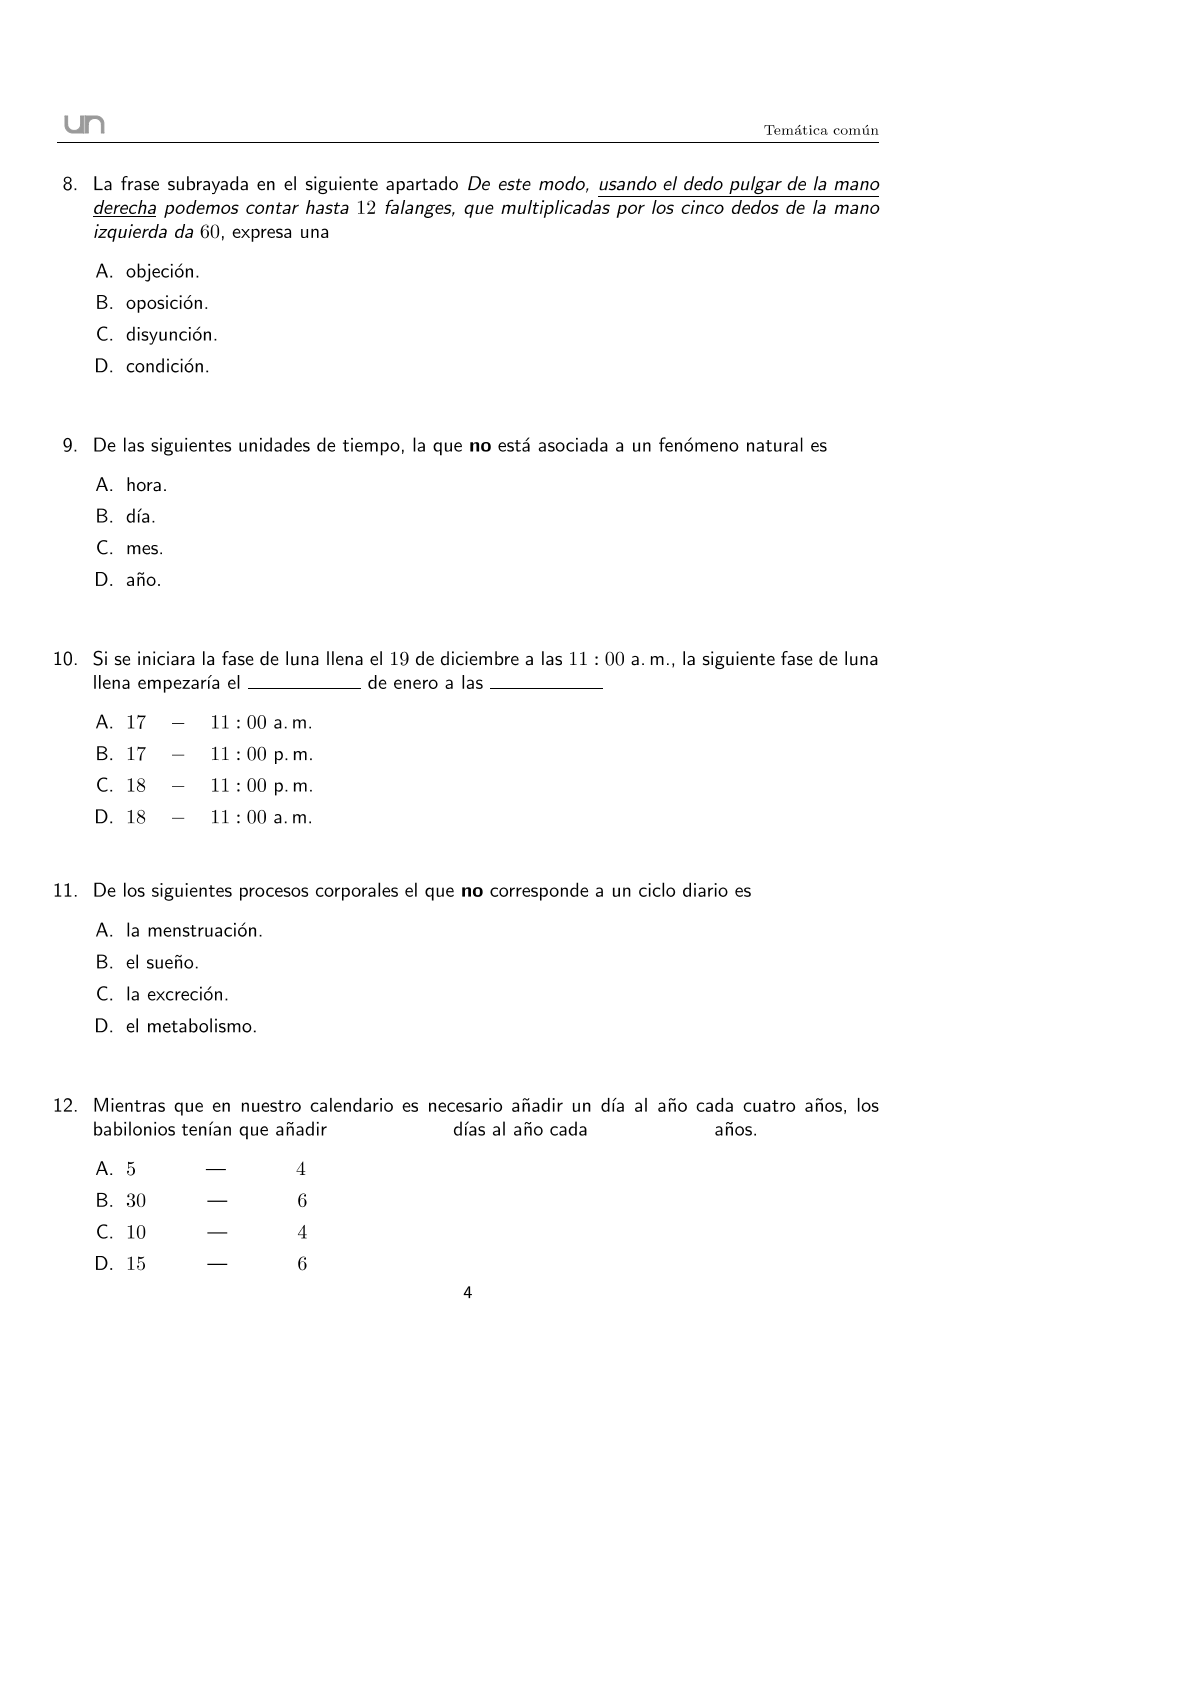 un
Temática común
8. La frase subrayada en el siguiente apartado De este modo, usando el dedo pulgar de la mano
derecha podemos contar hasta 12 falanges, que multiplicadas por los cinco dedos de la mano
izquierda da 60, expresa una
A. objeción.
B. oposición.
C. disyunción.
D. condición.
9. De las siguientes unidades de tiempo, la que no está asociada a un fenómeno natural es
A. hora.
B. día.
C. mes.
D. año.
10. Si se iniciara la fase de luna llena el 19 de diciembre a las 11 : 00 a. m., la siguiente fase de luna
llena empezaría el ___________ de enero a las ___________
A. 17 – 11 : 00 a. m.
B. 17 – 11 : 00 p. m.
C. 18 – 11 : 00 p. m.
D. 18 – 11 : 00 a. m.
11. De los siguientes procesos corporales el que no corresponde a un ciclo diario es
A. la menstruación.
B. el sueño.
C. la excreción.
D. el metabolismo.
12. Mientras que en nuestro calendario es necesario añadir un día al año cada cuatro años, los
babilonios tenían que añadir días al año cada años.
A. 5 — 4
B. 30 — 6
C. 10 — 4
D. 15 — 6
4